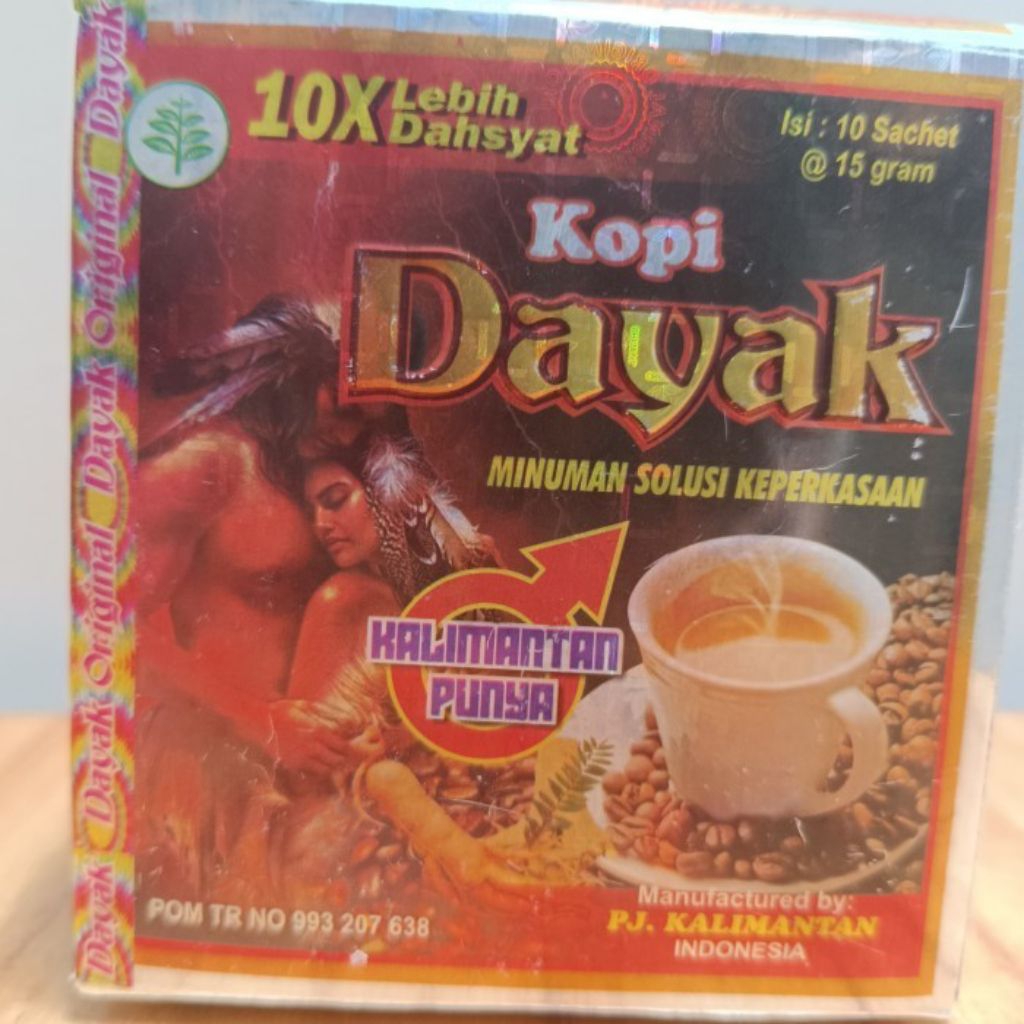 10X Lebih
Dahsyat
Isi : 10 Sachet
@ 15 gram
Kopi
Dayak
MINUMAN SOLUSI KEPERKASAAN
KALIMANTAN
PUNYA
POM TR NO 993 207 638
Manufactured by:
PJ. KALIMANTAN
INDONESIA
Dayak Dayak Original Dayak Original Dayak